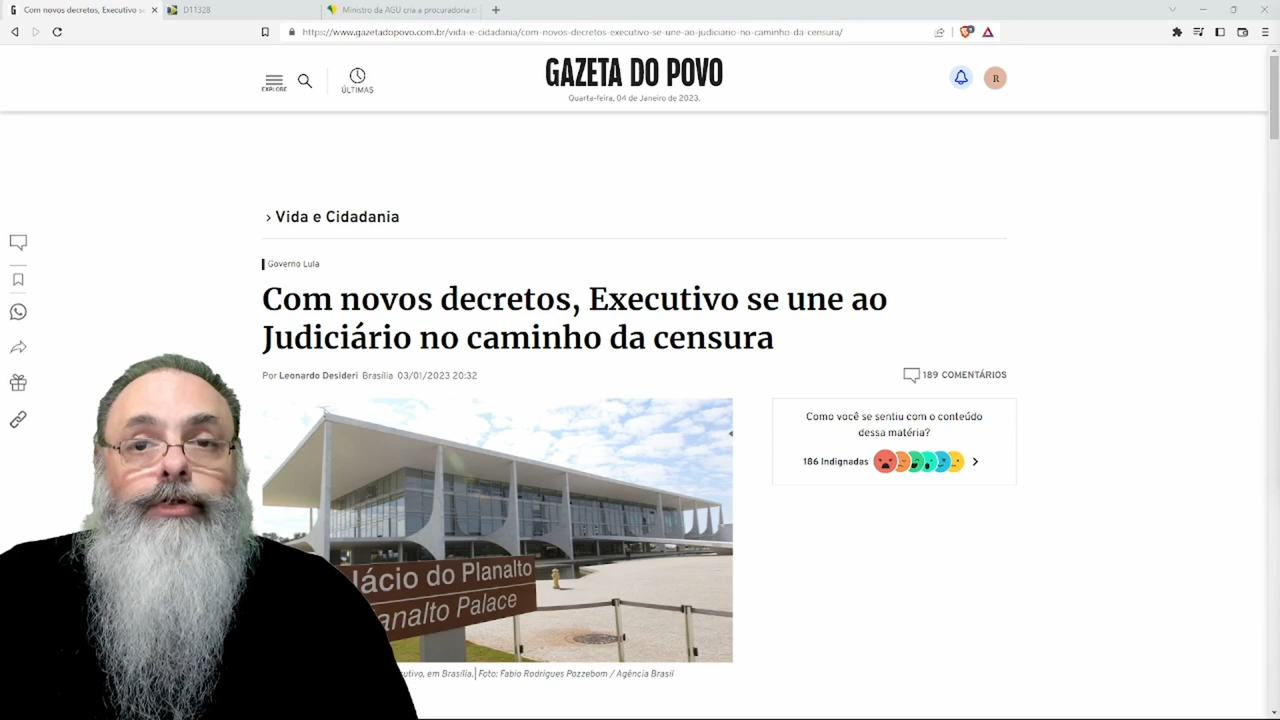 Com novos decretos, Executivo se
D11328
Ministro da AGU cria a procuradoria d
https://www.gazetadopovo.com.br/vida-e-cidadania/com-novos-decretos-executivo-se-une-ao-judiciario-no-caminho-da-censura/
EXPLORE
ÚLTIMAS
GAZETA DO POVO
Quarta-feira, 04 de Janeiro de 2023.
R
› Vida e Cidadania
Governo Lula
Com novos decretos, Executivo se une ao
Judiciário no caminho da censura
Por Leonardo Desideri Brasília 03/01/2023 20:32
189 COMENTÁRIOS
Como você se sentiu com o conteúdo
dessa matéria?
186 Indignadas
lácio do Planalto
analto Palace
utivo, em Brasília.| Foto: Fabio Rodrigues Pozzebom / Agência Brasil